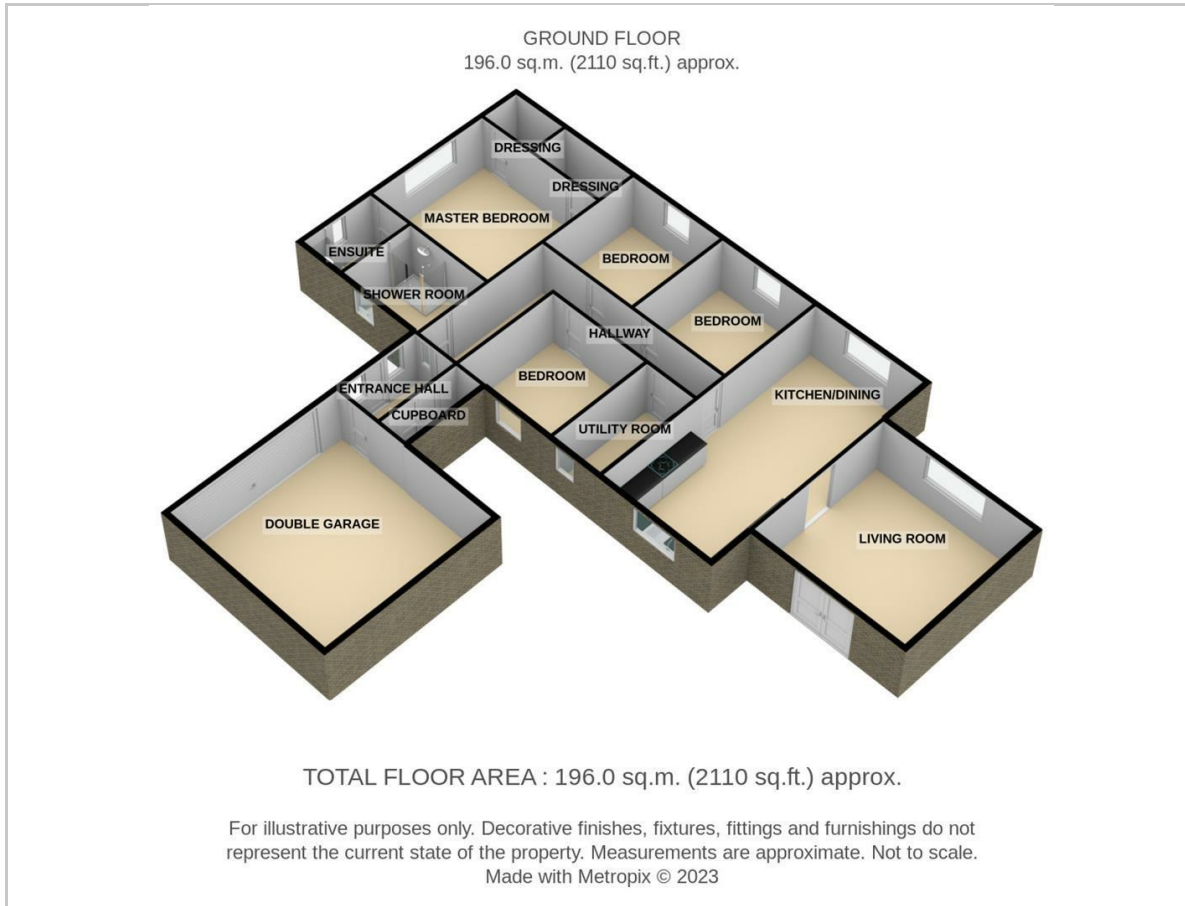 GROUND FLOOR
196.0 sq.m. (2110 sq.ft.) approx.
DRESSING
DRESSING
MASTER BEDROOM
ENSUITE
BEDROOM
SHOWER ROOM
BEDROOM
HALLWAY
BEDROOM
ENTRANCE HALL
KITCHEN/DINING
CUPBOARD
UTILITY ROOM
DOUBLE GARAGE
LIVING ROOM
TOTAL FLOOR AREA : 196.0 sq.m. (2110 sq.ft.) approx.
For illustrative purposes only. Decorative finishes, fixtures, fittings and furnishings do not
represent the current state of the property. Measurements are approximate. Not to scale.
Made with Metropix © 2023